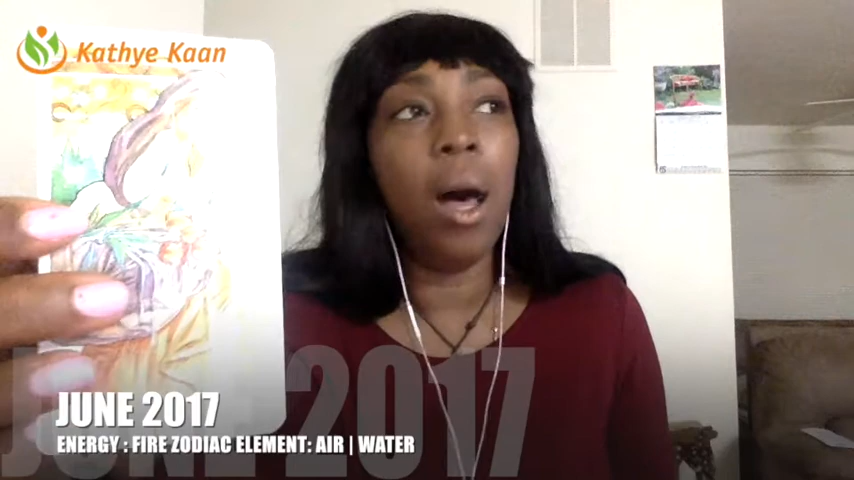 Kathye Kaan
JUNE 2017
JUNE 2017
ENERGY : FIRE ZODIAC ELEMENT: AIR | WATER